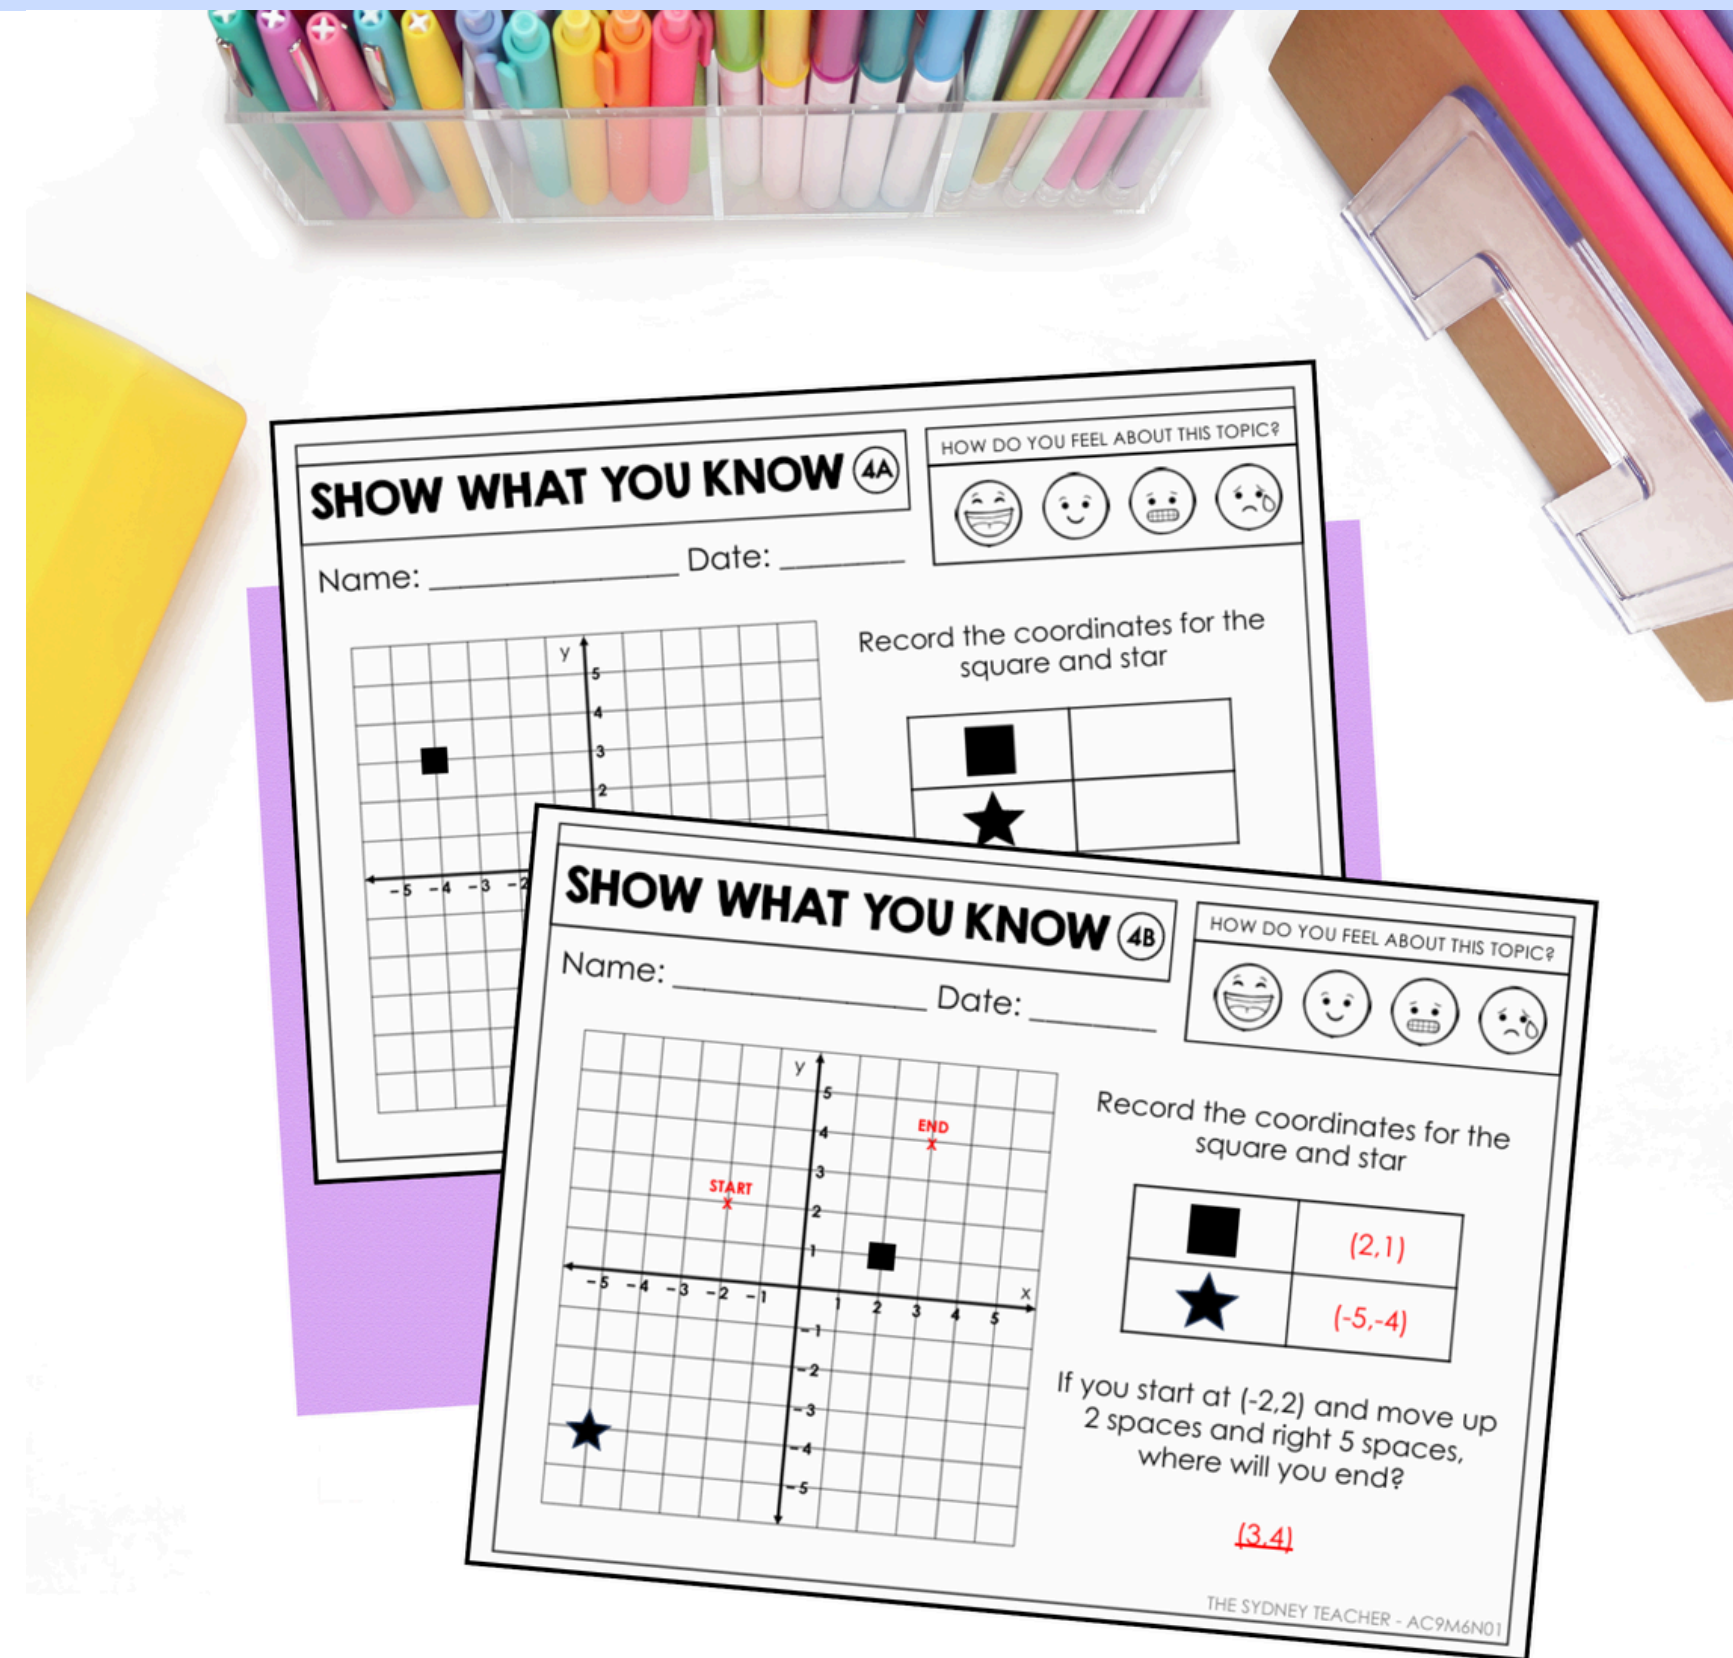 SHOW WHAT YOU KNOW 4A
HOW DO YOU FEEL ABOUT THIS TOPIC?
Name: ____________ Date: ______
Record the coordinates for the
square and star
y
5
4
3
2
-5 -4 -3 -2
SHOW WHAT YOU KNOW 4B
HOW DO YOU FEEL ABOUT THIS TOPIC?
Name: ____________ Date: ______
y
5
4
3
2
1
END
x
START
x
-5 -4 -3 -2 -1 1 2 3 4 5
x
-1
-2
-3
-4
-5
Record the coordinates for the
square and star
(2,1)
(-5,-4)
If you start at (-2,2) and move up
2 spaces and right 5 spaces,
where will you end?
(3,4)
THE SYDNEY TEACHER - AC9M6N01